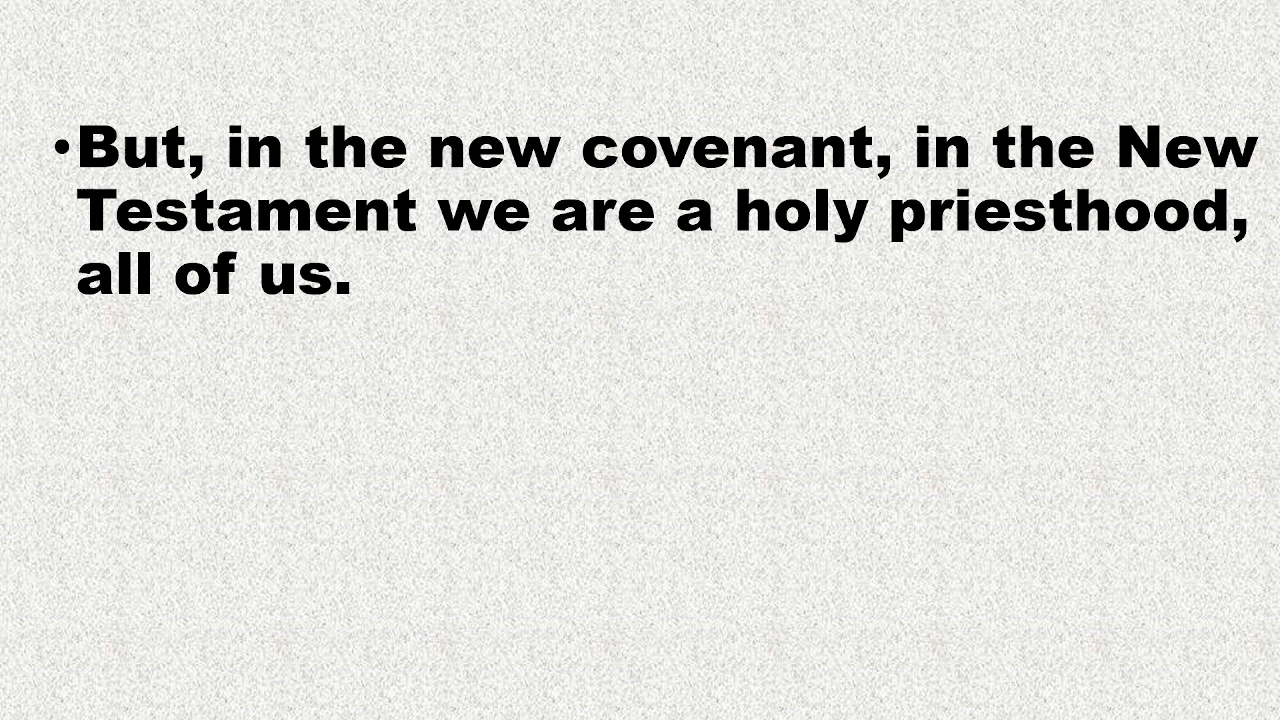 •But, in the new covenant, in the New
Testament we are a holy priesthood,
all of us.